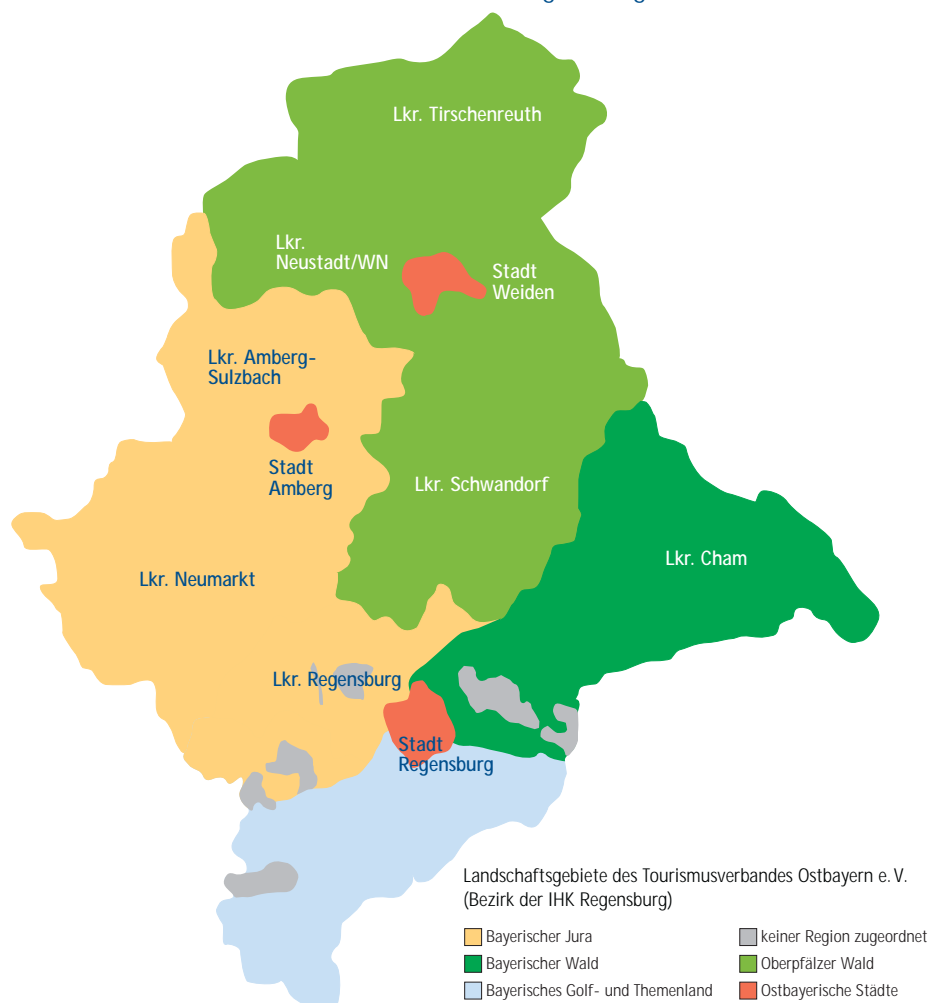 Lkr. Tirschenreuth
Lkr.
Neustadt/WN
Stadt
Weiden
Lkr. Amberg-
Sulzbach
Stadt
Amberg
Lkr. Schwandorf
Lkr. Cham
Lkr. Neumarkt
Lkr. Regensburg
Stadt
Regensburg
Landschaftsgebiete des Tourismusverbandes Ostbayern e. V.
(Bezirk der IHK Regensburg)
Bayerischer Jura
keiner Region zugeordnet
Bayerischer Wald
Oberpfälzer Wald
Bayerisches Golf- und Themenland
Ostbayerische Städte